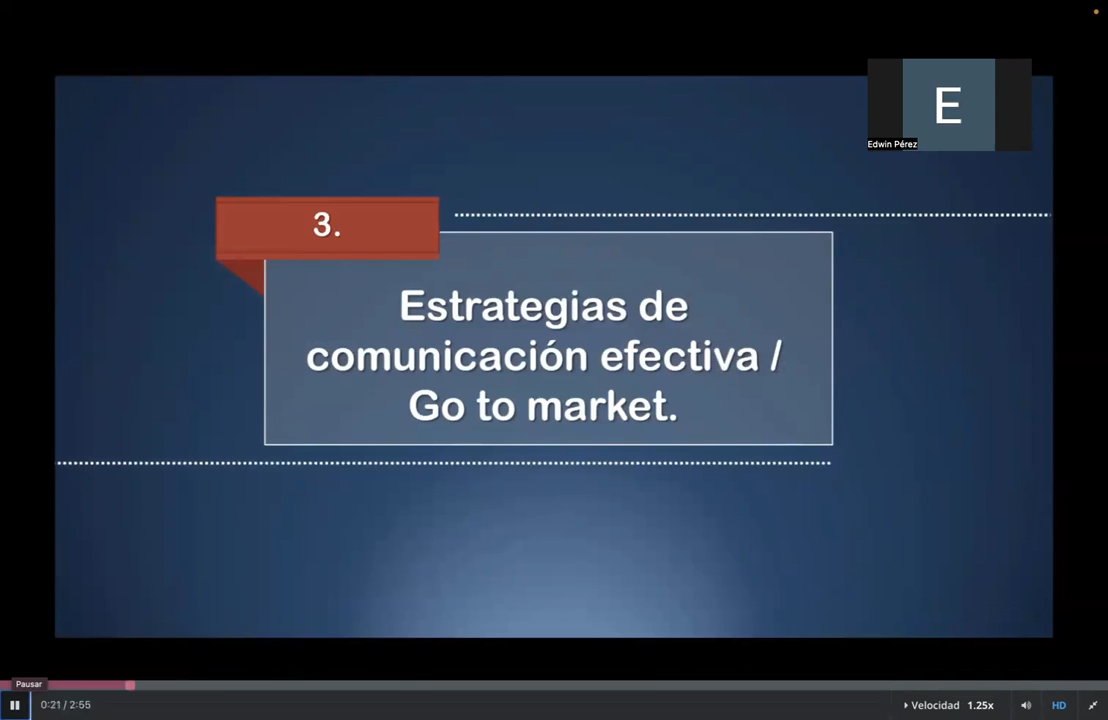 E
Edwin Pérez
3.
Estrategias de
comunicación efectiva /
Go to market.
Pausar
0:21 / 2:55
Velocidad 1.25x
HD